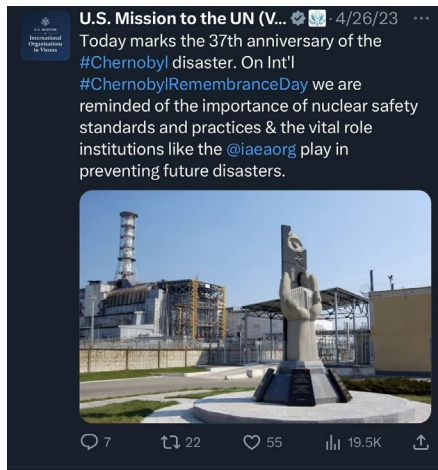 U.S. MISSION
to
International
Organizations
in Vienna
U.S. Mission to the UN (V... · 4/26/23 ···
Today marks the 37th anniversary of the
#Chernobyl disaster. On Int'l
#ChernobylRemembranceDay we are
reminded of the importance of nuclear safety
standards and practices & the vital role
institutions like the @iaeaorg play in
preventing future disasters.
7 22 55 19.5K